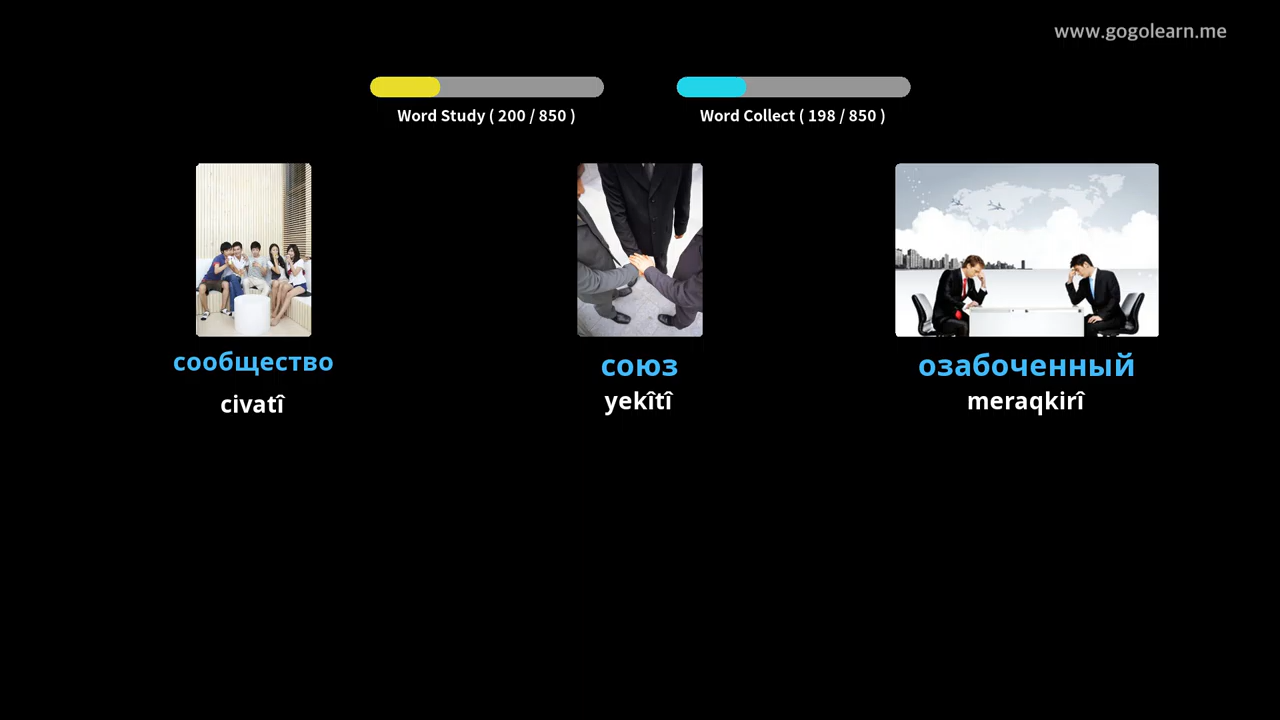 www.gogolearn.me
Word Study ( 200 / 850 )
Word Collect ( 198 / 850 )
сообщество
civatî
союз
yekîtî
озабоченный
meraqkirî